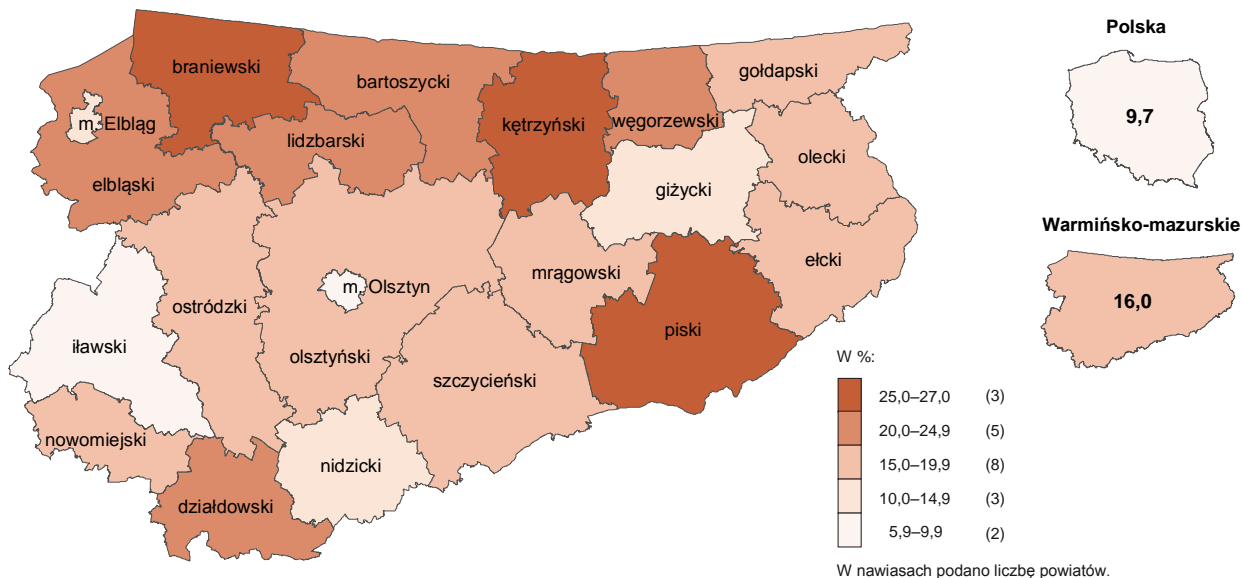 Polska
9,7
Warmińsko-mazurskie
16,0
braniewski
bartoszycki
gołdapski
m. Elbląg
kętrzyński
węgorzewski
lidzbarski
olecki
elbląski
giżycki
ełcki
mrągowski
m. Olsztyn
ostródzki
piski
iławski
olsztyński
szczycieński
nowomiejski
nidzicki
działdowski
W %:
25,0–27,0 (3)
20,0–24,9 (5)
15,0–19,9 (8)
10,0–14,9 (3)
5,9–9,9 (2)
W nawiasach podano liczbę powiatów.